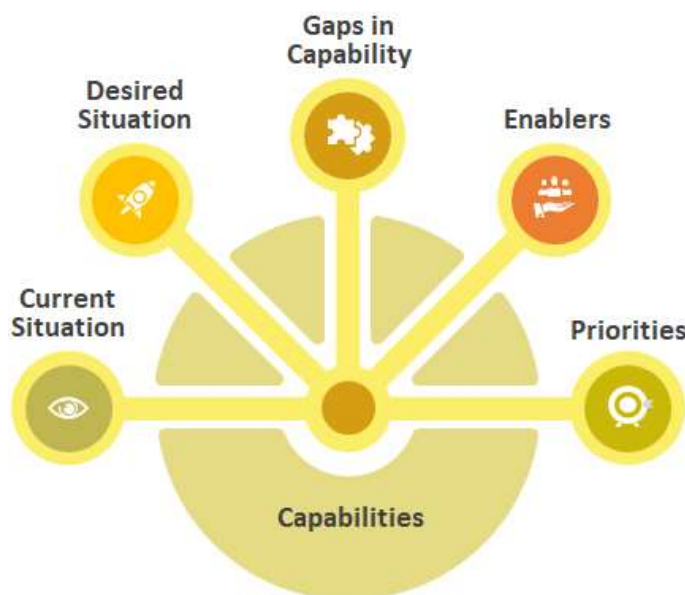 Gaps in
Capability
Desired
Situation
Enablers
Current
Situation
Priorities
Capabilities